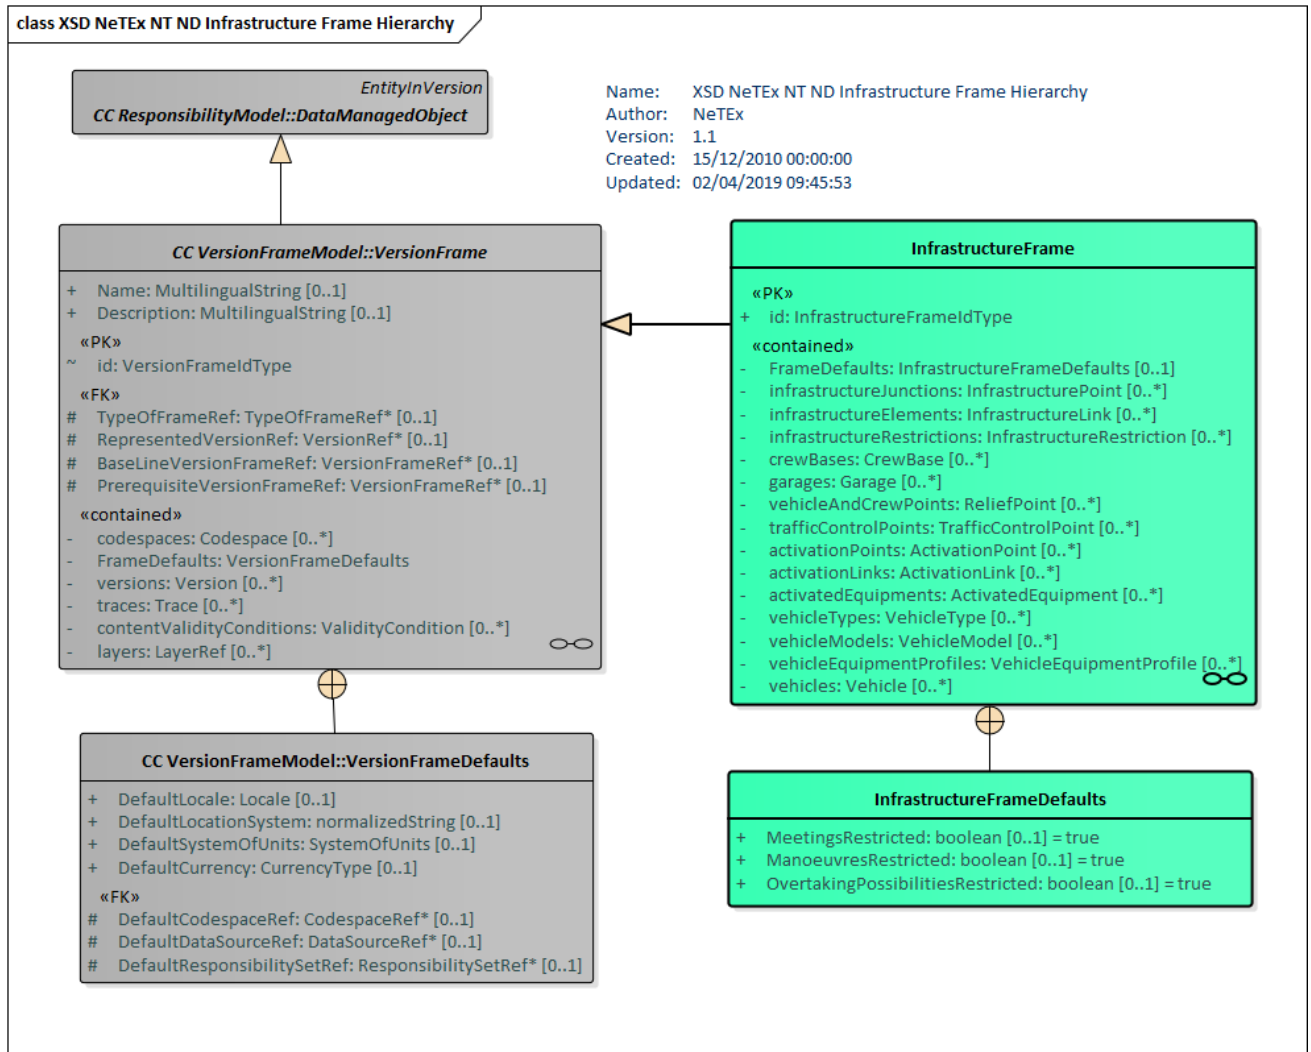 class XSD NeTEx NT ND Infrastructure Frame Hierarchy
EntityInVersion
CC ResponsibilityModel::DataManagedObject
Name: XSD NeTEx NT ND Infrastructure Frame Hierarchy
Author: NeTEx
Version: 1.1
Created: 15/12/2010 00:00:00
Updated: 02/04/2019 09:45:53
CC VersionFrameModel::VersionFrame
+ Name: MultilingualString [0..1]
+ Description: MultilingualString [0..1]
«PK»
~ id: VersionFrameIdType
«FK»
# TypeOfFrameRef: TypeOfFrameRef* [0..1]
# RepresentedVersionRef: VersionRef* [0..1]
# BaseLineVersionFrameRef: VersionFrameRef* [0..1]
# PrerequisiteVersionFrameRef: VersionFrameRef* [0..1]
«contained»
- codespaces: Codespace [0..*]
- FrameDefaults: VersionFrameDefaults
- versions: Version [0..*]
- traces: Trace [0..*]
- contentValidityConditions: ValidityCondition [0..*]
- layers: LayerRef [0..*]
InfrastructureFrame
«PK»
+ id: InfrastructureFrameIdType
«contained»
- FrameDefaults: InfrastructureFrameDefaults [0..1]
- infrastructureJunctions: InfrastructurePoint [0..*]
- infrastructureElements: InfrastructureLink [0..*]
- infrastructureRestrictions: InfrastructureRestriction [0..*]
- crewBases: CrewBase [0..*]
- garages: Garage [0..*]
- vehicleAndCrewPoints: ReliefPoint [0..*]
- trafficControlPoints: TrafficControlPoint [0..*]
- activationPoints: ActivationPoint [0..*]
- activationLinks: ActivationLink [0..*]
- activatedEquipments: ActivatedEquipment [0..*]
- vehicleTypes: VehicleType [0..*]
- vehicleModels: VehicleModel [0..*]
- vehicleEquipmentProfiles: VehicleEquipmentProfile [0..*]
- vehicles: Vehicle [0..*]
CC VersionFrameModel::VersionFrameDefaults
+ DefaultLocale: Locale [0..1]
+ DefaultLocationSystem: normalizedString [0..1]
+ DefaultSystemOfUnits: SystemOfUnits [0..1]
+ DefaultCurrency: CurrencyType [0..1]
«FK»
# DefaultCodespaceRef: CodespaceRef* [0..1]
# DefaultDataSourceRef: DataSourceRef* [0..1]
# DefaultResponsibilitySetRef: ResponsibilitySetRef* [0..1]
InfrastructureFrameDefaults
+ MeetingsRestricted: boolean [0..1] = true
+ ManoeuvresRestricted: boolean [0..1] = true
+ OvertakingPossibilitiesRestricted: boolean [0..1] = true